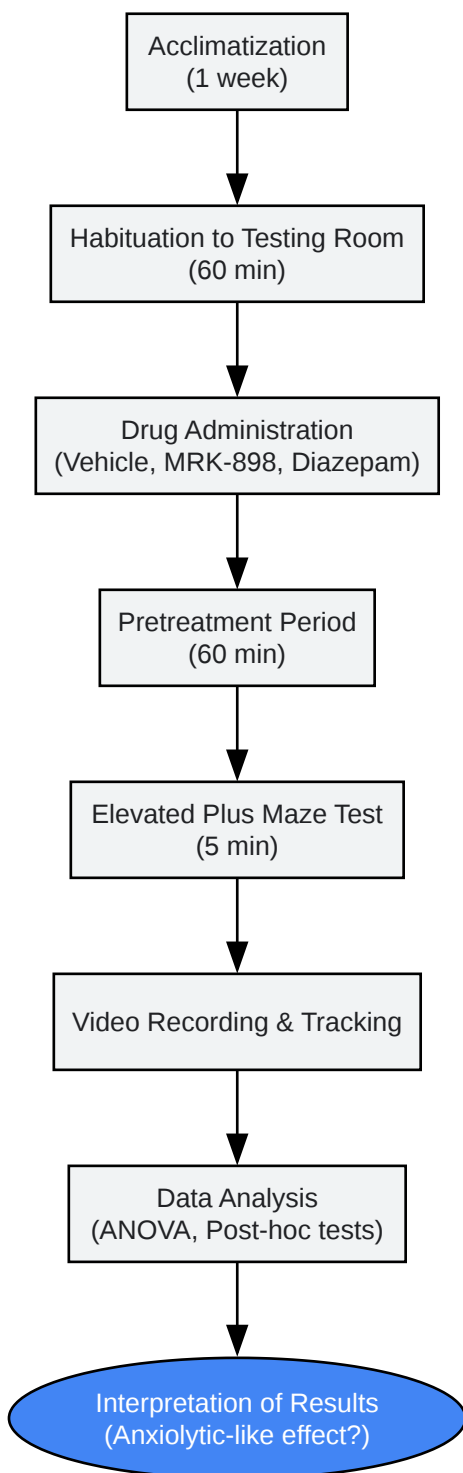 Acclimatization
(1 week)
Habituation to Testing Room
(60 min)
Drug Administration
(Vehicle, MRK-898, Diazepam)
Pretreatment Period
(60 min)
Elevated Plus Maze Test
(5 min)
Video Recording & Tracking
Data Analysis
(ANOVA, Post-hoc tests)
Interpretation of Results
(Anxiolytic-like effect?)